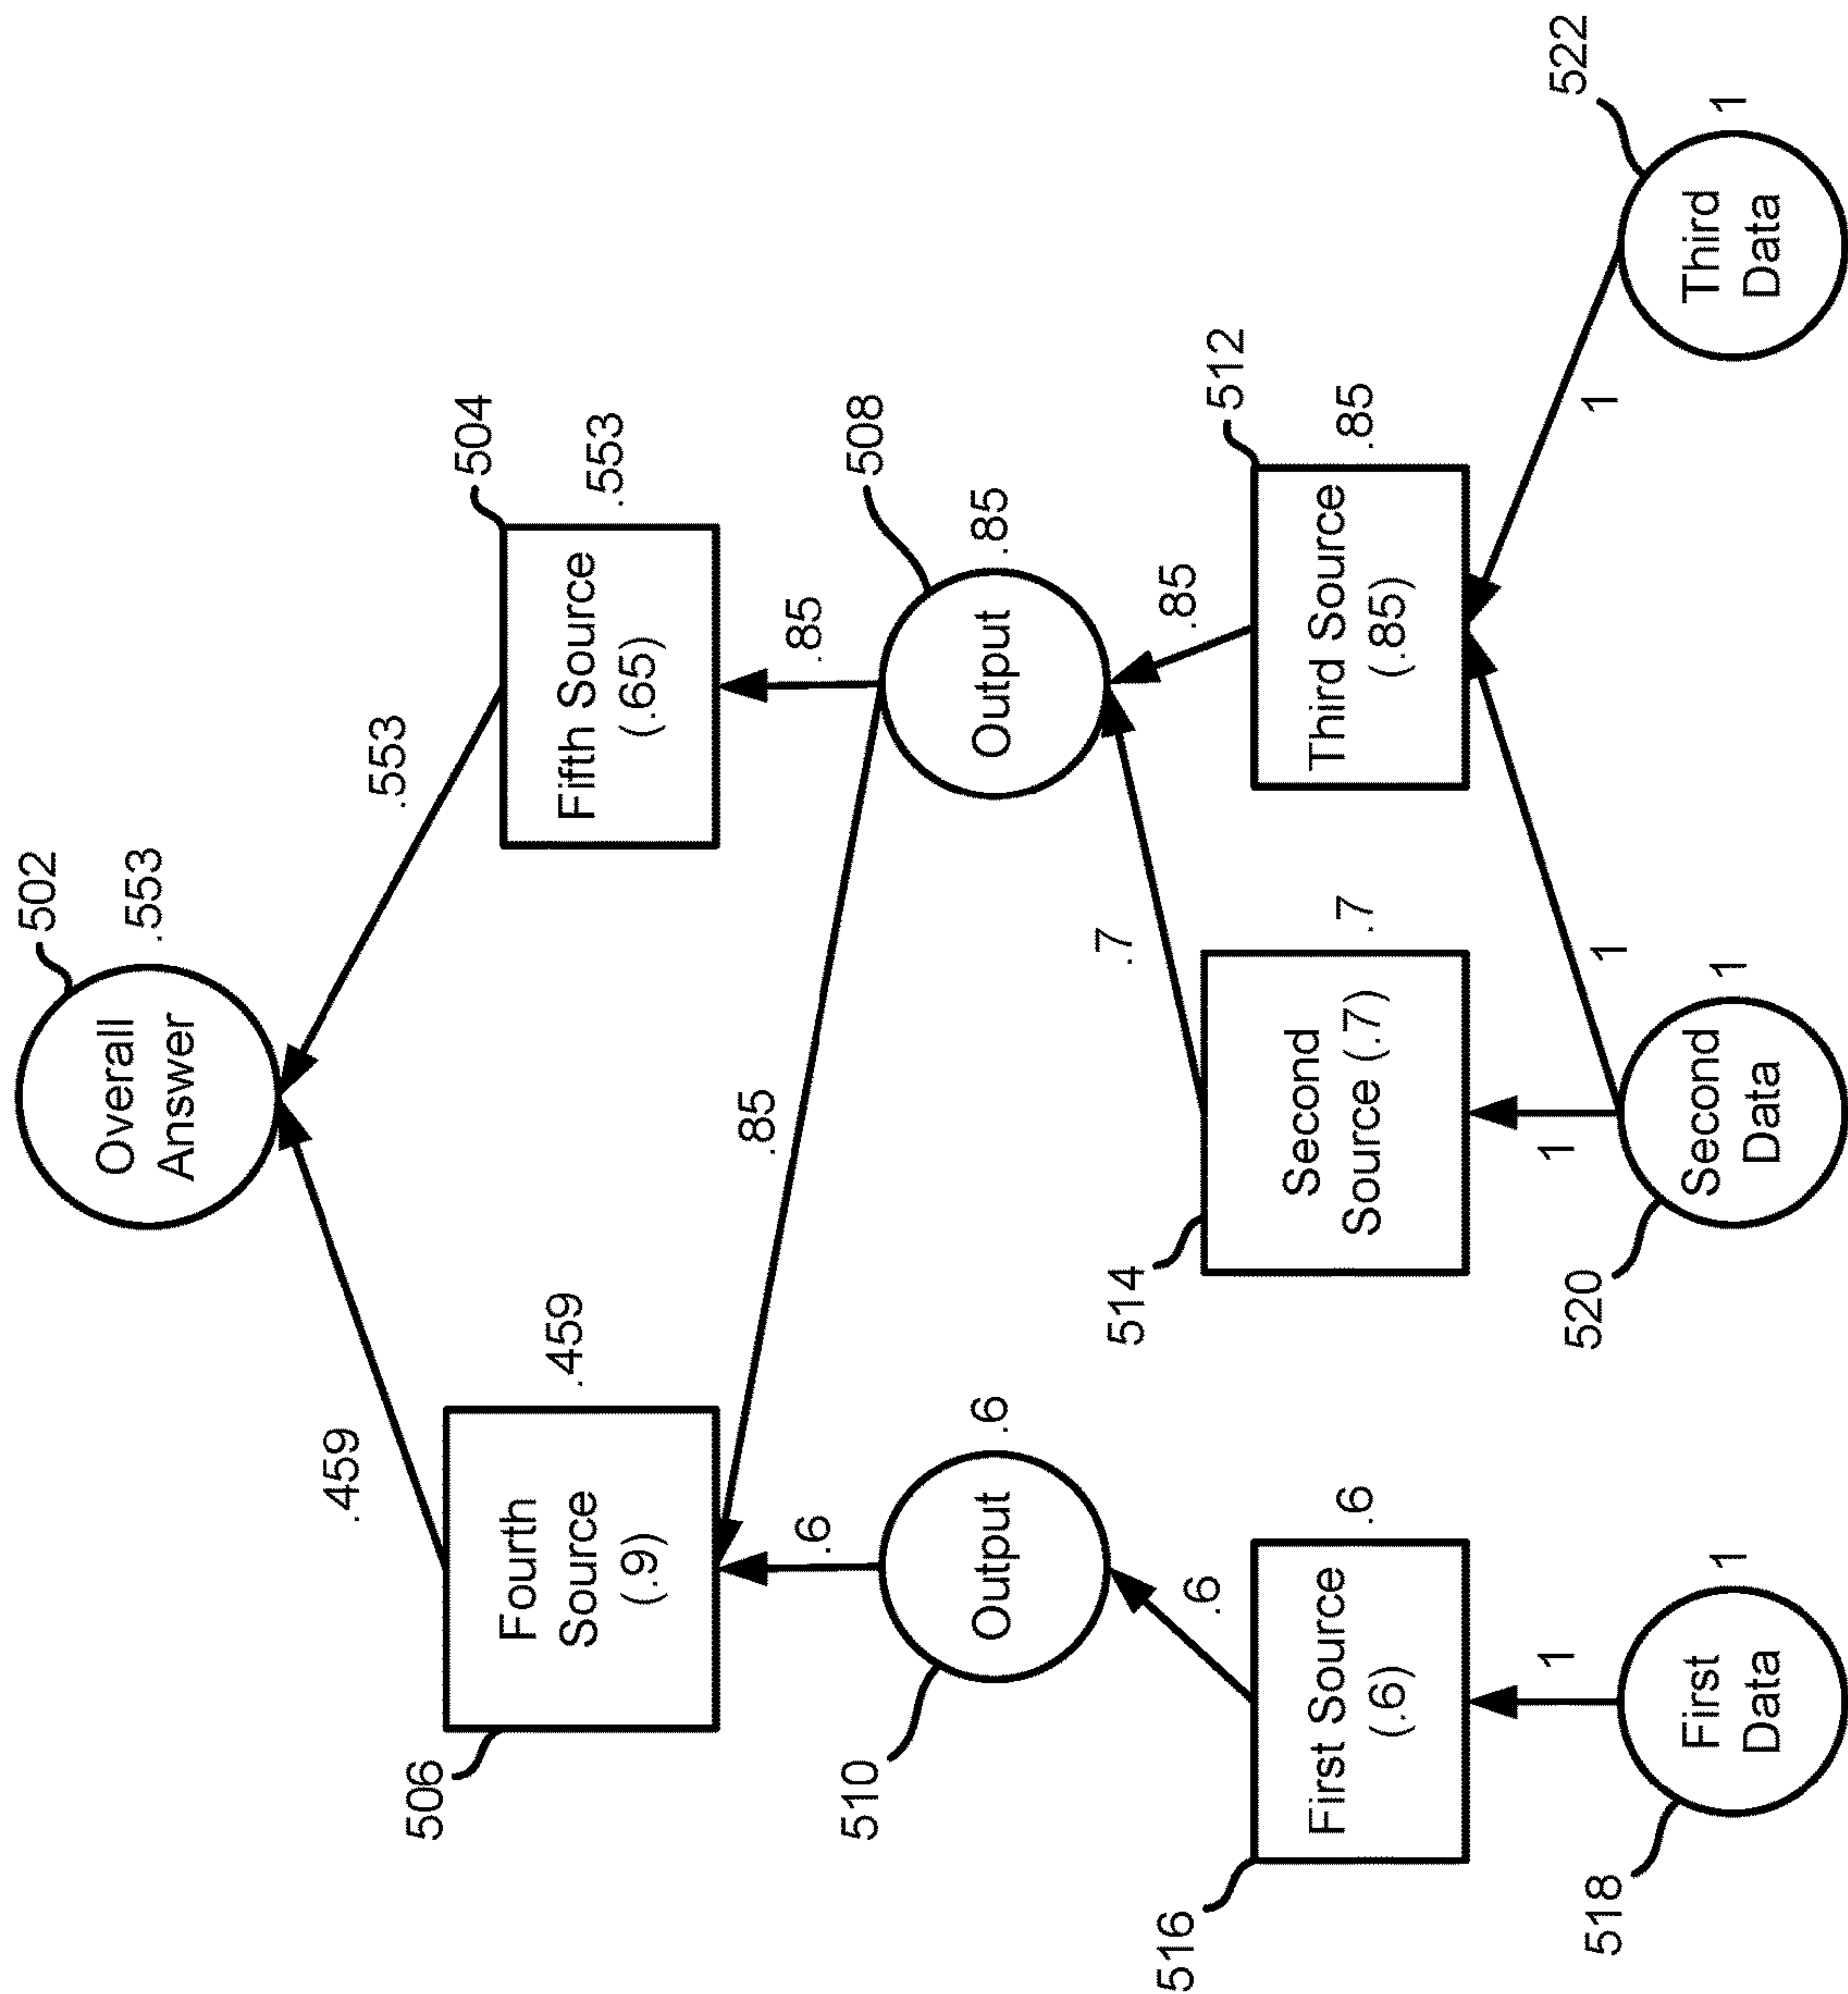 502
Overall
Answer
.553
.459
.553
504
506
Fourth
Source
(.9)
.459
Fifth Source
(.65)
.553
.6
.85
.85
508
510
Output
.6
Output
.85
.6
.7
.85
512
514
516
First Source
(.6)
.6
Second
Source (.7)
.7
Third Source
(.85)
.85
1
1
1
1
518
First
Data
1
520
Second
Data
1
522
Third
Data
1